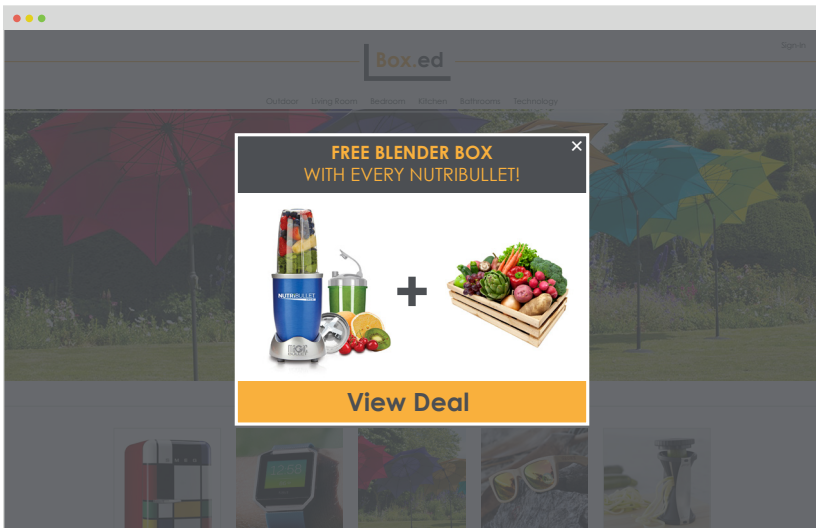 Sign in
Box.ed
Outdoor Living Room Bedroom Kitchen Bathrooms Technology
FREE BLENDER BOX
WITH EVERY NUTRIBULLET!
NUTRIBULLET
View Deal